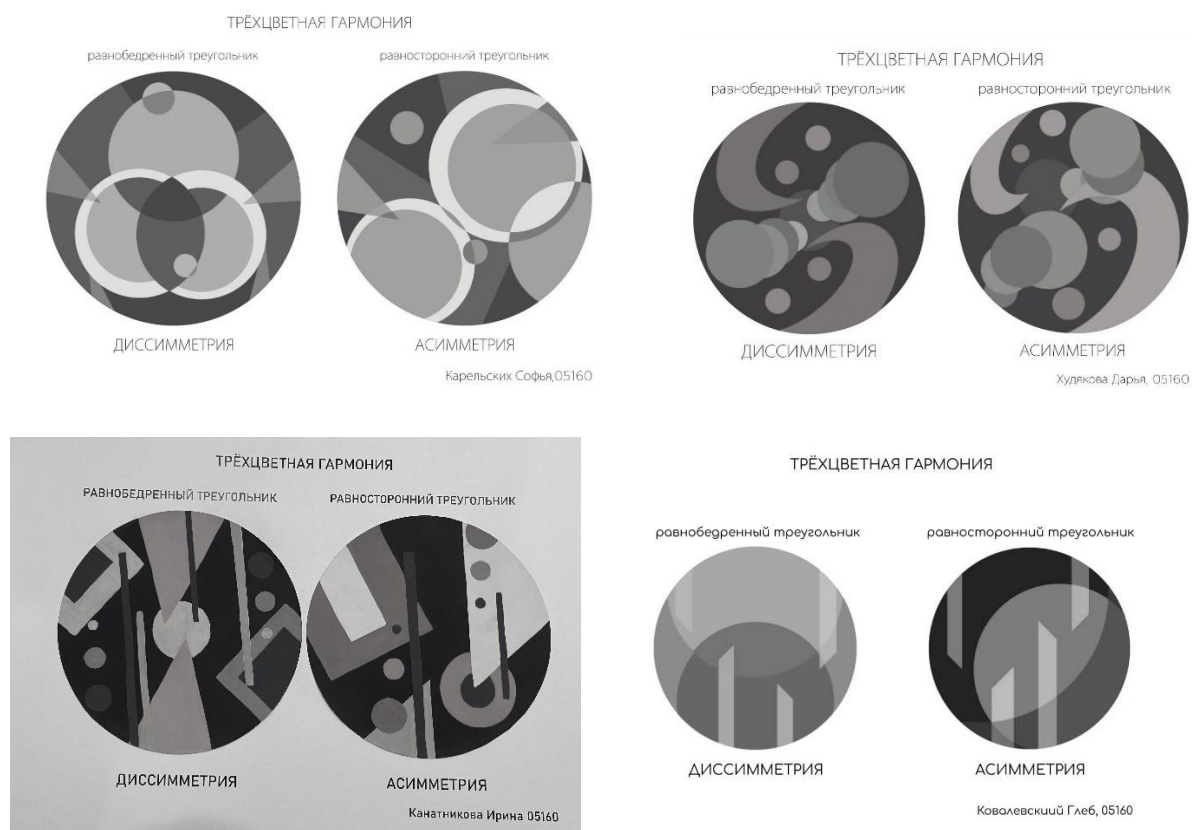 ТРЁХЦВЕТНАЯ ГАРМОНИЯ
равнобедренный треугольник
равносторонний треугольник
ДИССИММЕТРИЯ
АСИММЕТРИЯ
Карельских Софья,05160
ТРЁХЦВЕТНАЯ ГАРМОНИЯ
равнобедренный треугольник
равносторонний треугольник
ДИССИММЕТРИЯ
АСИММЕТРИЯ
Худякова Дарья, 05160
ТРЁХЦВЕТНАЯ ГАРМОНИЯ
РАВНОБЕДРЕННЫЙ ТРЕУГОЛЬНИК
РАВНОСТОРОННИЙ ТРЕУГОЛЬНИК
ДИССИММЕТРИЯ
АСИММЕТРИЯ
Канатникова Ирина 05160
ТРЁХЦВЕТНАЯ ГАРМОНИЯ
равнобедренный треугольник
равносторонний треугольник
ДИССИММЕТРИЯ
АСИММЕТРИЯ
Ковалевскиий Глеб, 05160